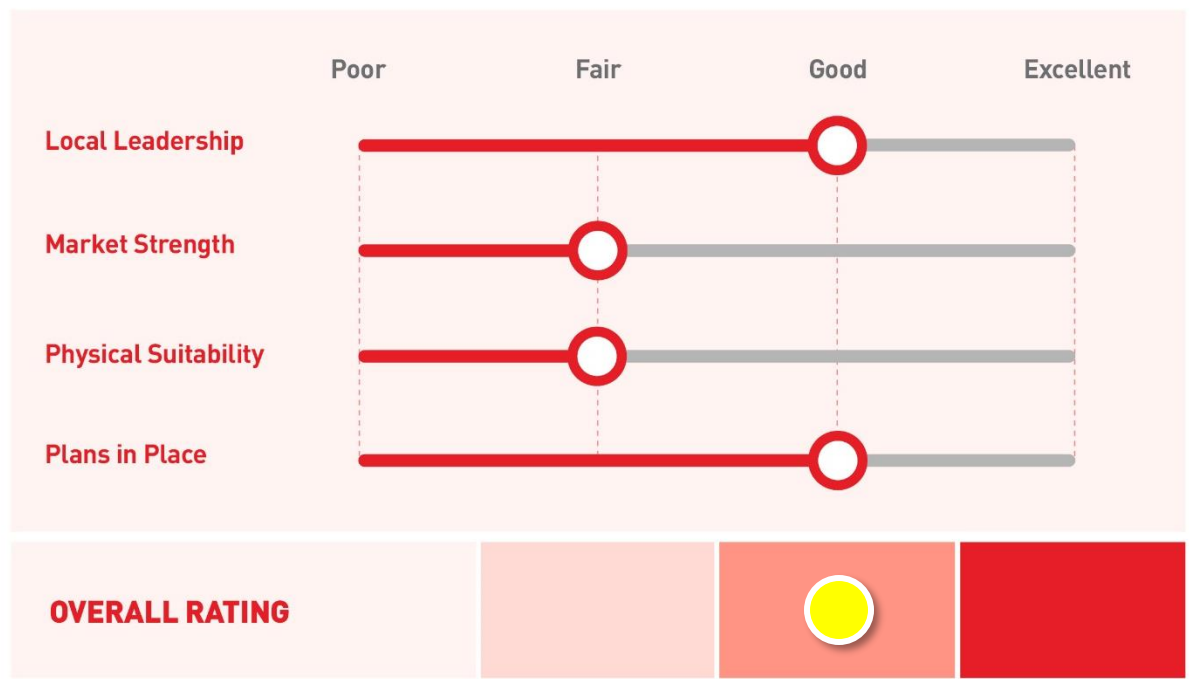 Poor Fair Good Excellent
Local Leadership
Market Strength
Physical Suitability
Plans in Place
OVERALL RATING